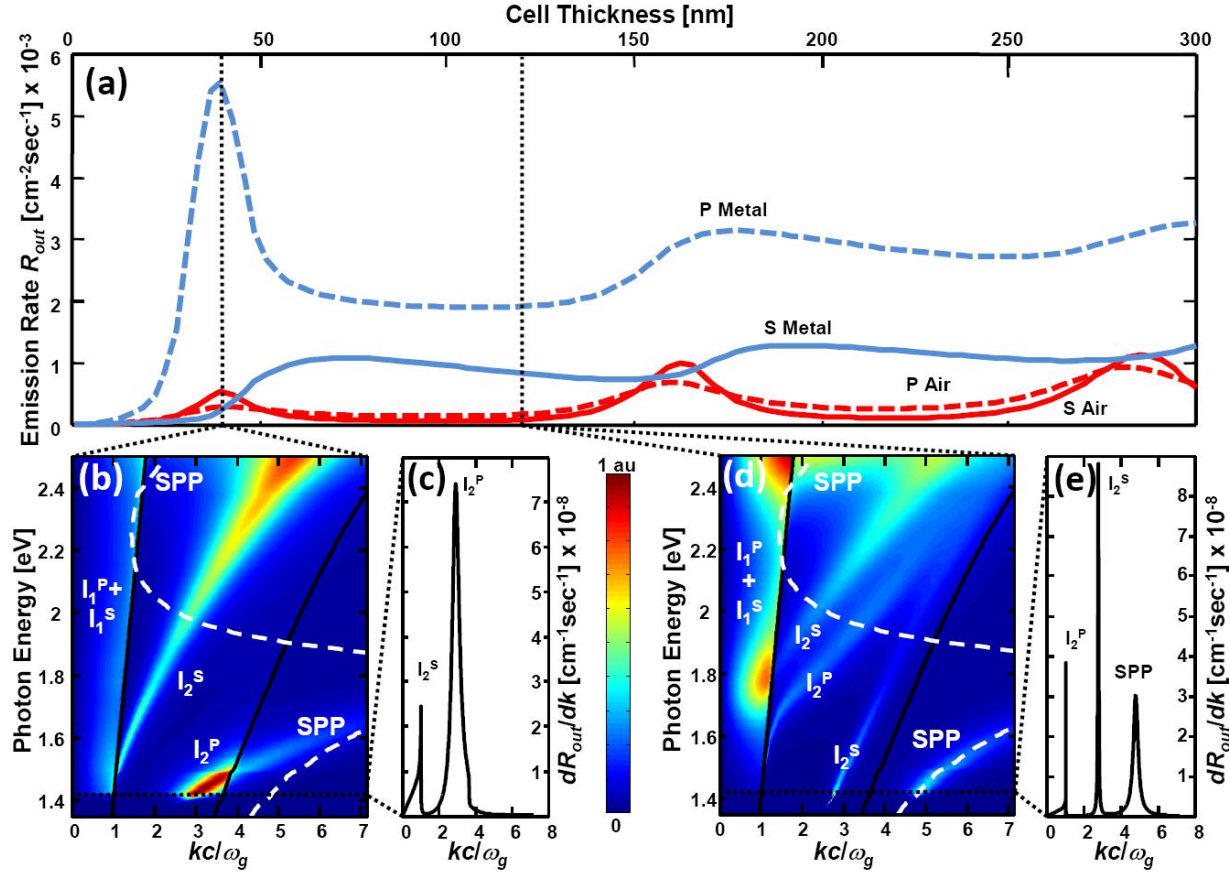 Cell Thickness [nm]
0 50 100 150 200 250 300
Emission Rate R_out [cm⁻²sec⁻¹] x 10⁻³
6
5
4
3
2
1
0
(a)
P Metal
S Metal
P Air
S Air
(b)
SPP
I₁ᴾ+
I₁ˢ
I₂ˢ
I₂ᴾ
SPP
Photon Energy [eV]
2.4
2.2
2
1.8
1.6
1.4
0 1 2 3 4 5 6 7
kc/ω_g
(c)
I₂ᴾ
I₂ˢ
7
6
5
4
3
2
1
dR_out/dk [cm⁻¹sec⁻¹] x 10⁻⁸
0 2 4 6 8
kc/ω_g
1 au
0
(d)
SPP
I₁ᴾ
+
I₁ˢ
I₂ˢ
I₂ᴾ
I₂ˢ
SPP
Photon Energy [eV]
2.4
2.2
2
1.8
1.6
1.4
0 1 2 3 4 5 6 7
kc/ω_g
(e)
I₂ˢ
I₂ᴾ
SPP
8
7
6
5
4
3
2
1
dR_out/dk [cm⁻¹sec⁻¹] x 10⁻⁸
0 2 4 6 8
kc/ω_g